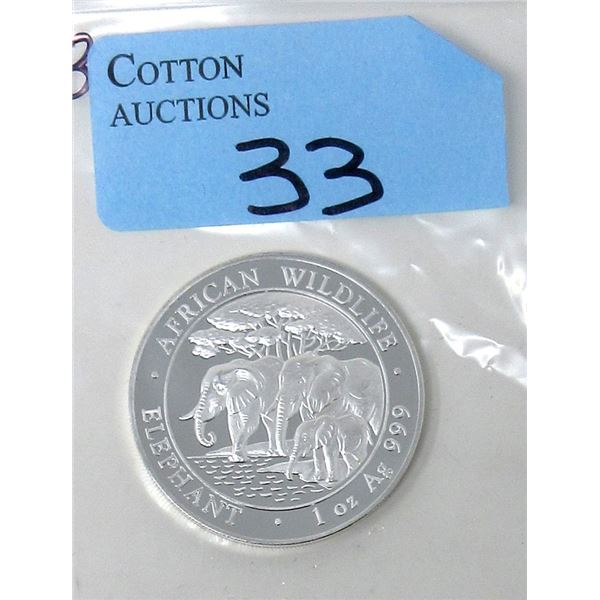 COTTON
AUCTIONS
33
AFRICAN WILDLIFE
ELEPHANT · 1 oz Ag 999